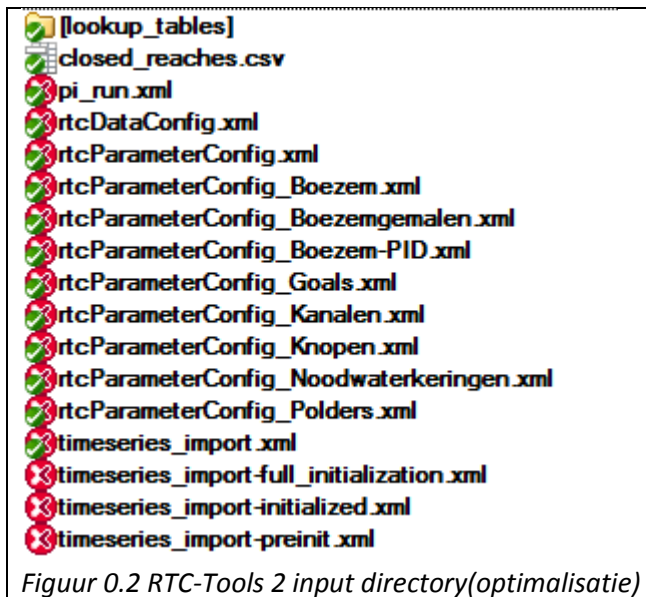 [lookup_tables]
closed_reaches.csv
pi_run.xml
rtcDataConfig.xml
rtcParameterConfig.xml
rtcParameterConfig_Boezem.xml
rtcParameterConfig_Boezemgemalen.xml
rtcParameterConfig_Boezem-PID.xml
rtcParameterConfig_Goals.xml
rtcParameterConfig_Kanalen.xml
rtcParameterConfig_Knopen.xml
rtcParameterConfig_Noodwaterkeringen.xml
rtcParameterConfig_Polders.xml
timeseries_import.xml
timeseries_import-full_initialization.xml
timeseries_import-initialized.xml
timeseries_import-preinit.xml
Figuur 0.2 RTC-Tools 2 input directory(optimalisatie)